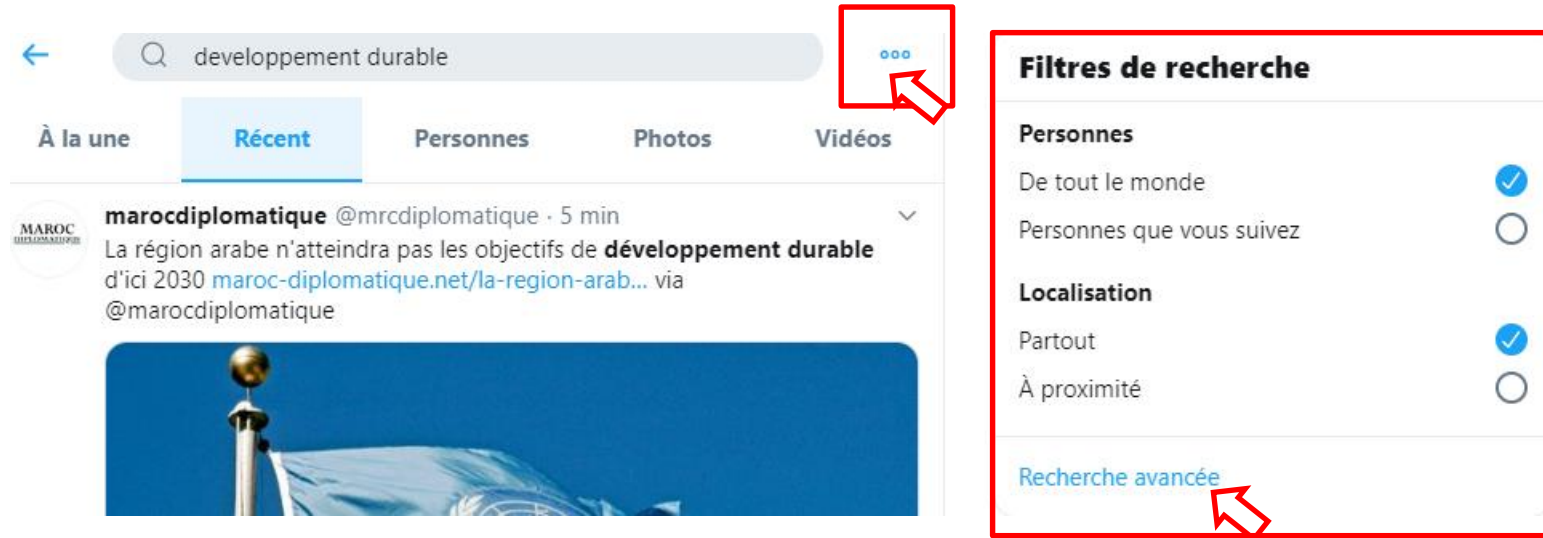 developpement durable
À la une
Récent
Personnes
Photos
Vidéos
MAROC
DIPLOMATIQUE
marocdiplomatique @mrcdiplomatique · 5 min
La région arabe n'atteindra pas les objectifs de développement durable
d'ici 2030 maroc-diplomatique.net/la-region-arab... via
@marocdiplomatique
Filtres de recherche
Personnes
De tout le monde
Personnes que vous suivez
Localisation
Partout
À proximité
Recherche avancée